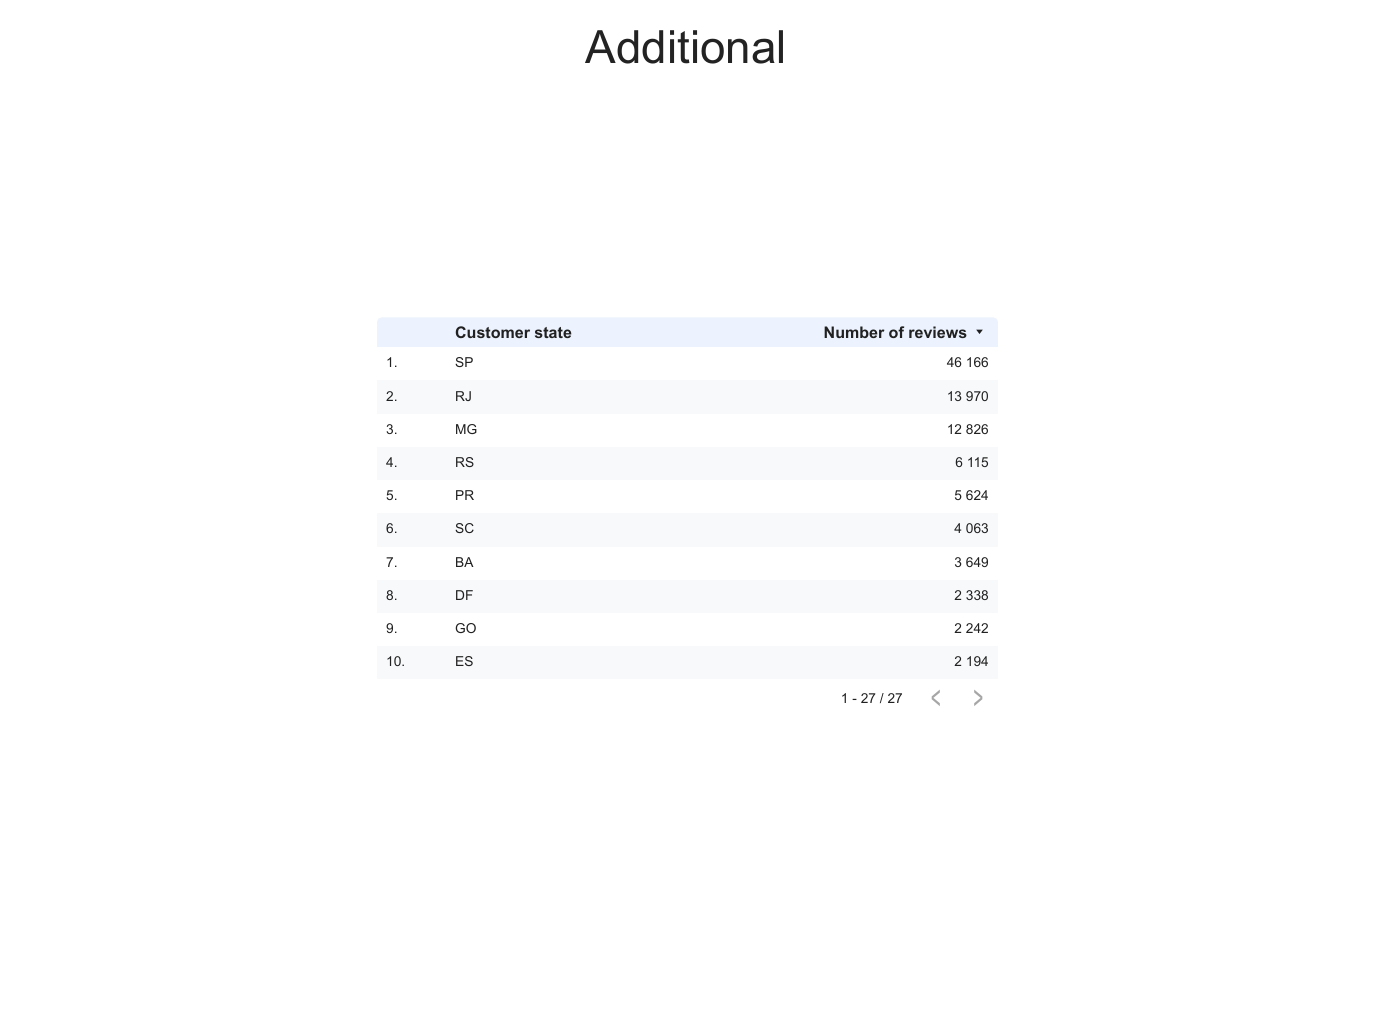 Additional
Customer state Number of reviews
1. SP 46 166
2. RJ 13 970
3. MG 12 826
4. RS 6 115
5. PR 5 624
6. SC 4 063
7. BA 3 649
8. DF 2 338
9. GO 2 242
10. ES 2 194
1 - 27 / 27